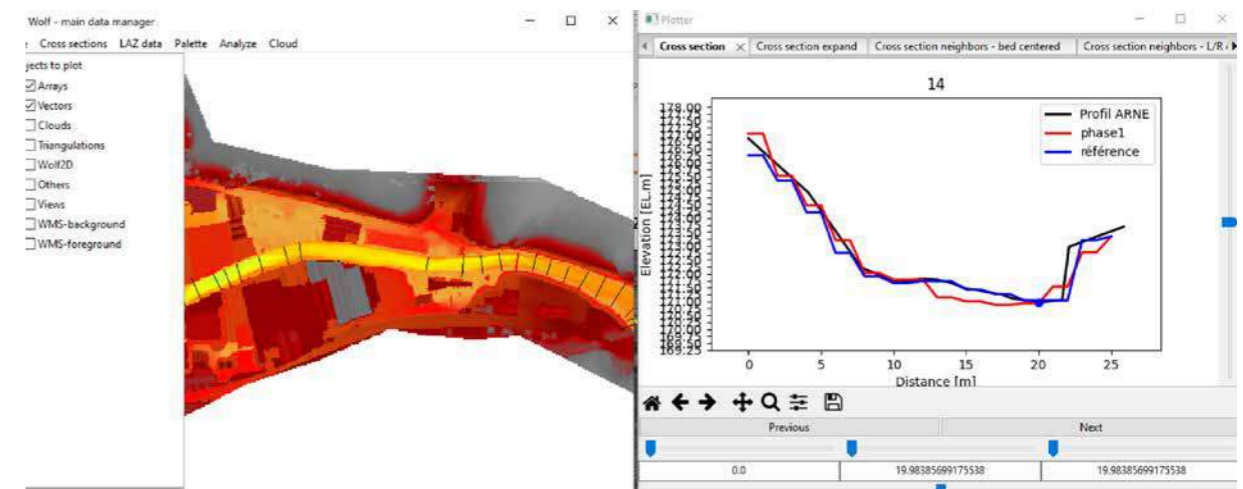 Wolf - main data manager
Cross sections LAZ data Palette Analyze Cloud
jects to plot
Arrays
Vectors
Clouds
Triangulations
Wolf2D
Others
Views
WMS-background
WMS-foreground
Plotter
Cross section Cross section expand Cross section neighbors - bed centered Cross section neighbors - L/R
14
Profil ARNE
phase1
référence
Elevation [EL.m]
0 5 10 15 20 25
Distance [m]
Previous Next
0.0 19.98385699175538 19.98385699175538